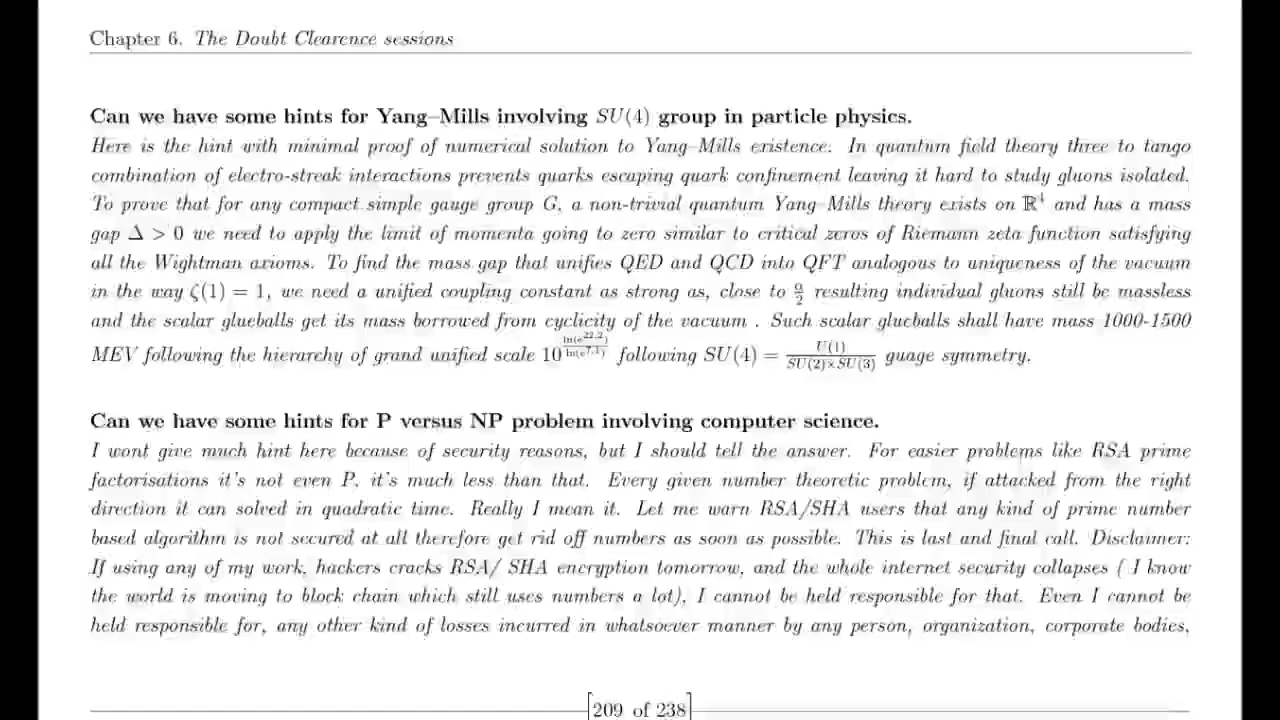 Chapter 6. The Doubt Clearence sessions
Can we have some hints for Yang–Mills involving SU(4) group in particle physics.
Here is the hint with minimal proof of numerical solution to Yang–Mills existence: In quantum field theory three to tango
combination of electro-streak interactions prevents quarks escaping quark confinement leaving it hard to study gluons isolated.
To prove that for any compact simple gauge group G, a non-trivial quantum Yang–Mills theory exists on ℝ⁴ and has a mass
gap Δ > 0 we need to apply the limit of momenta going to zero similar to critical zeros of Riemann zeta function satisfying
all the Wightman axioms. To find the mass gap that unifies QED and QCD into QFT analogous to uniqueness of the vacuum
in the way ζ(1) = 1, we need a unified coupling constant as strong as, close to α/2 resulting individual gluons still be massless
and the scalar glueballs get its mass borrowed from cyclicity of the vacuum . Such scalar glueballs shall have mass 1000-1500
MEV following the hierarchy of grand unified scale 10^(ln(e^22.2)/ln(e^7.1)) following SU(4) = U(1)/(SU(2)×SU(3)) guage symmetry.
Can we have some hints for P versus NP problem involving computer science.
I wont give much hint here because of security reasons, but I should tell the answer. For easier problems like RSA prime
factorisations it's not even P, it's much less than that. Every given number theoretic problem, if attacked from the right
direction it can solved in quadratic time. Really I mean it. Let me warn RSA/SHA users that any kind of prime number
based algorithm is not secured at all therefore get rid off numbers as soon as possible. This is last and final call. Disclaimer:
If using any of my work, hackers cracks RSA/ SHA encryption tomorrow, and the whole internet security collapses ( I know
the world is moving to block chain which still uses numbers a lot), I cannot be held responsible for that. Even I cannot be
held responsible for, any other kind of losses incurred in whatsoever manner by any person, organization, corporate bodies,
[209 of 238]